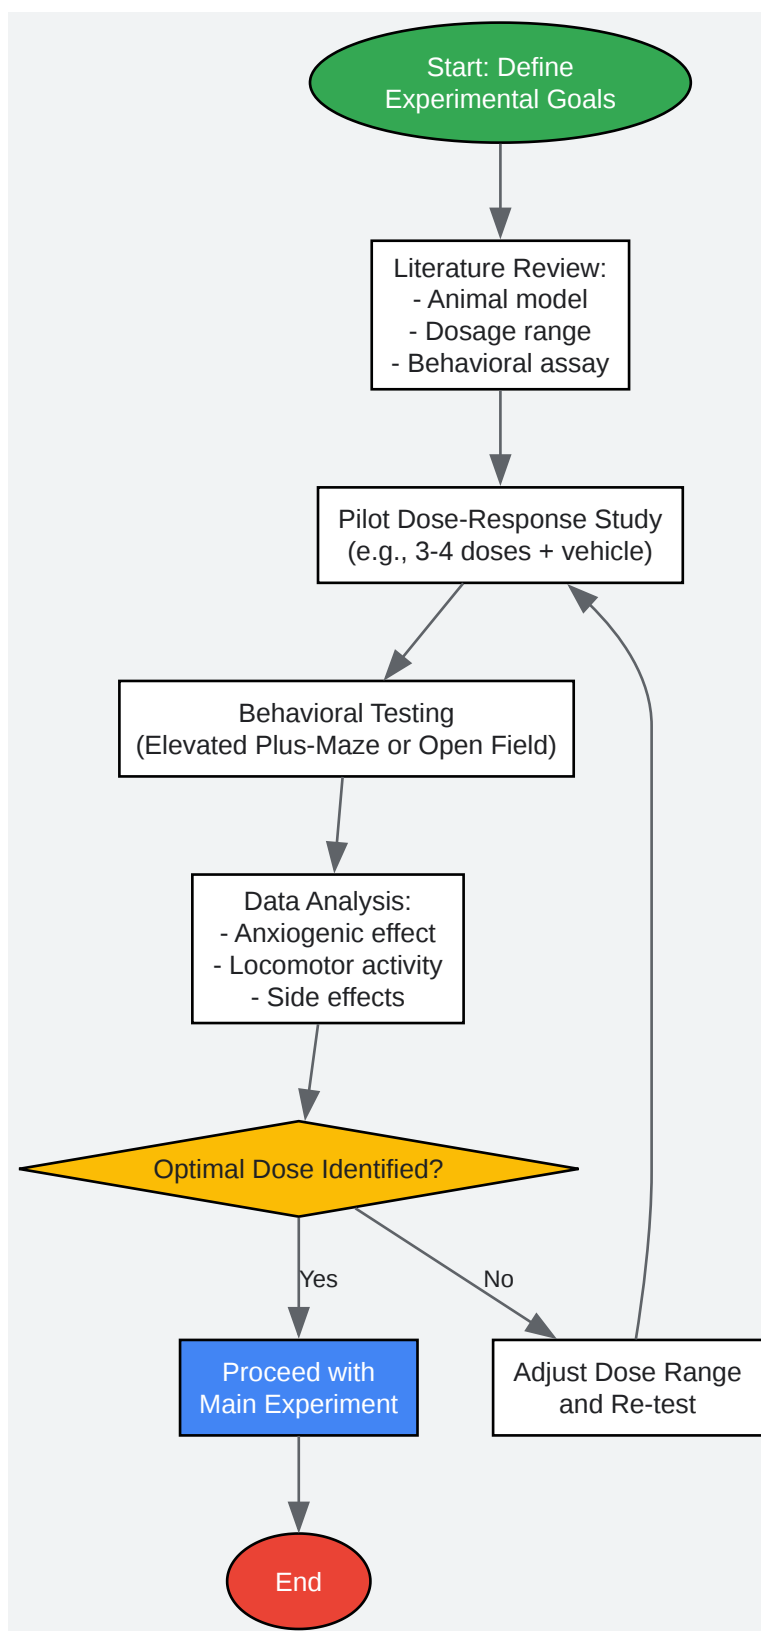 Start: Define
Experimental Goals
Literature Review:
- Animal model
- Dosage range
- Behavioral assay
Pilot Dose-Response Study
(e.g., 3-4 doses + vehicle)
Behavioral Testing
(Elevated Plus-Maze or Open Field)
Data Analysis:
- Anxiogenic effect
- Locomotor activity
- Side effects
Optimal Dose Identified?
Yes
No
Proceed with
Main Experiment
Adjust Dose Range
and Re-test
End